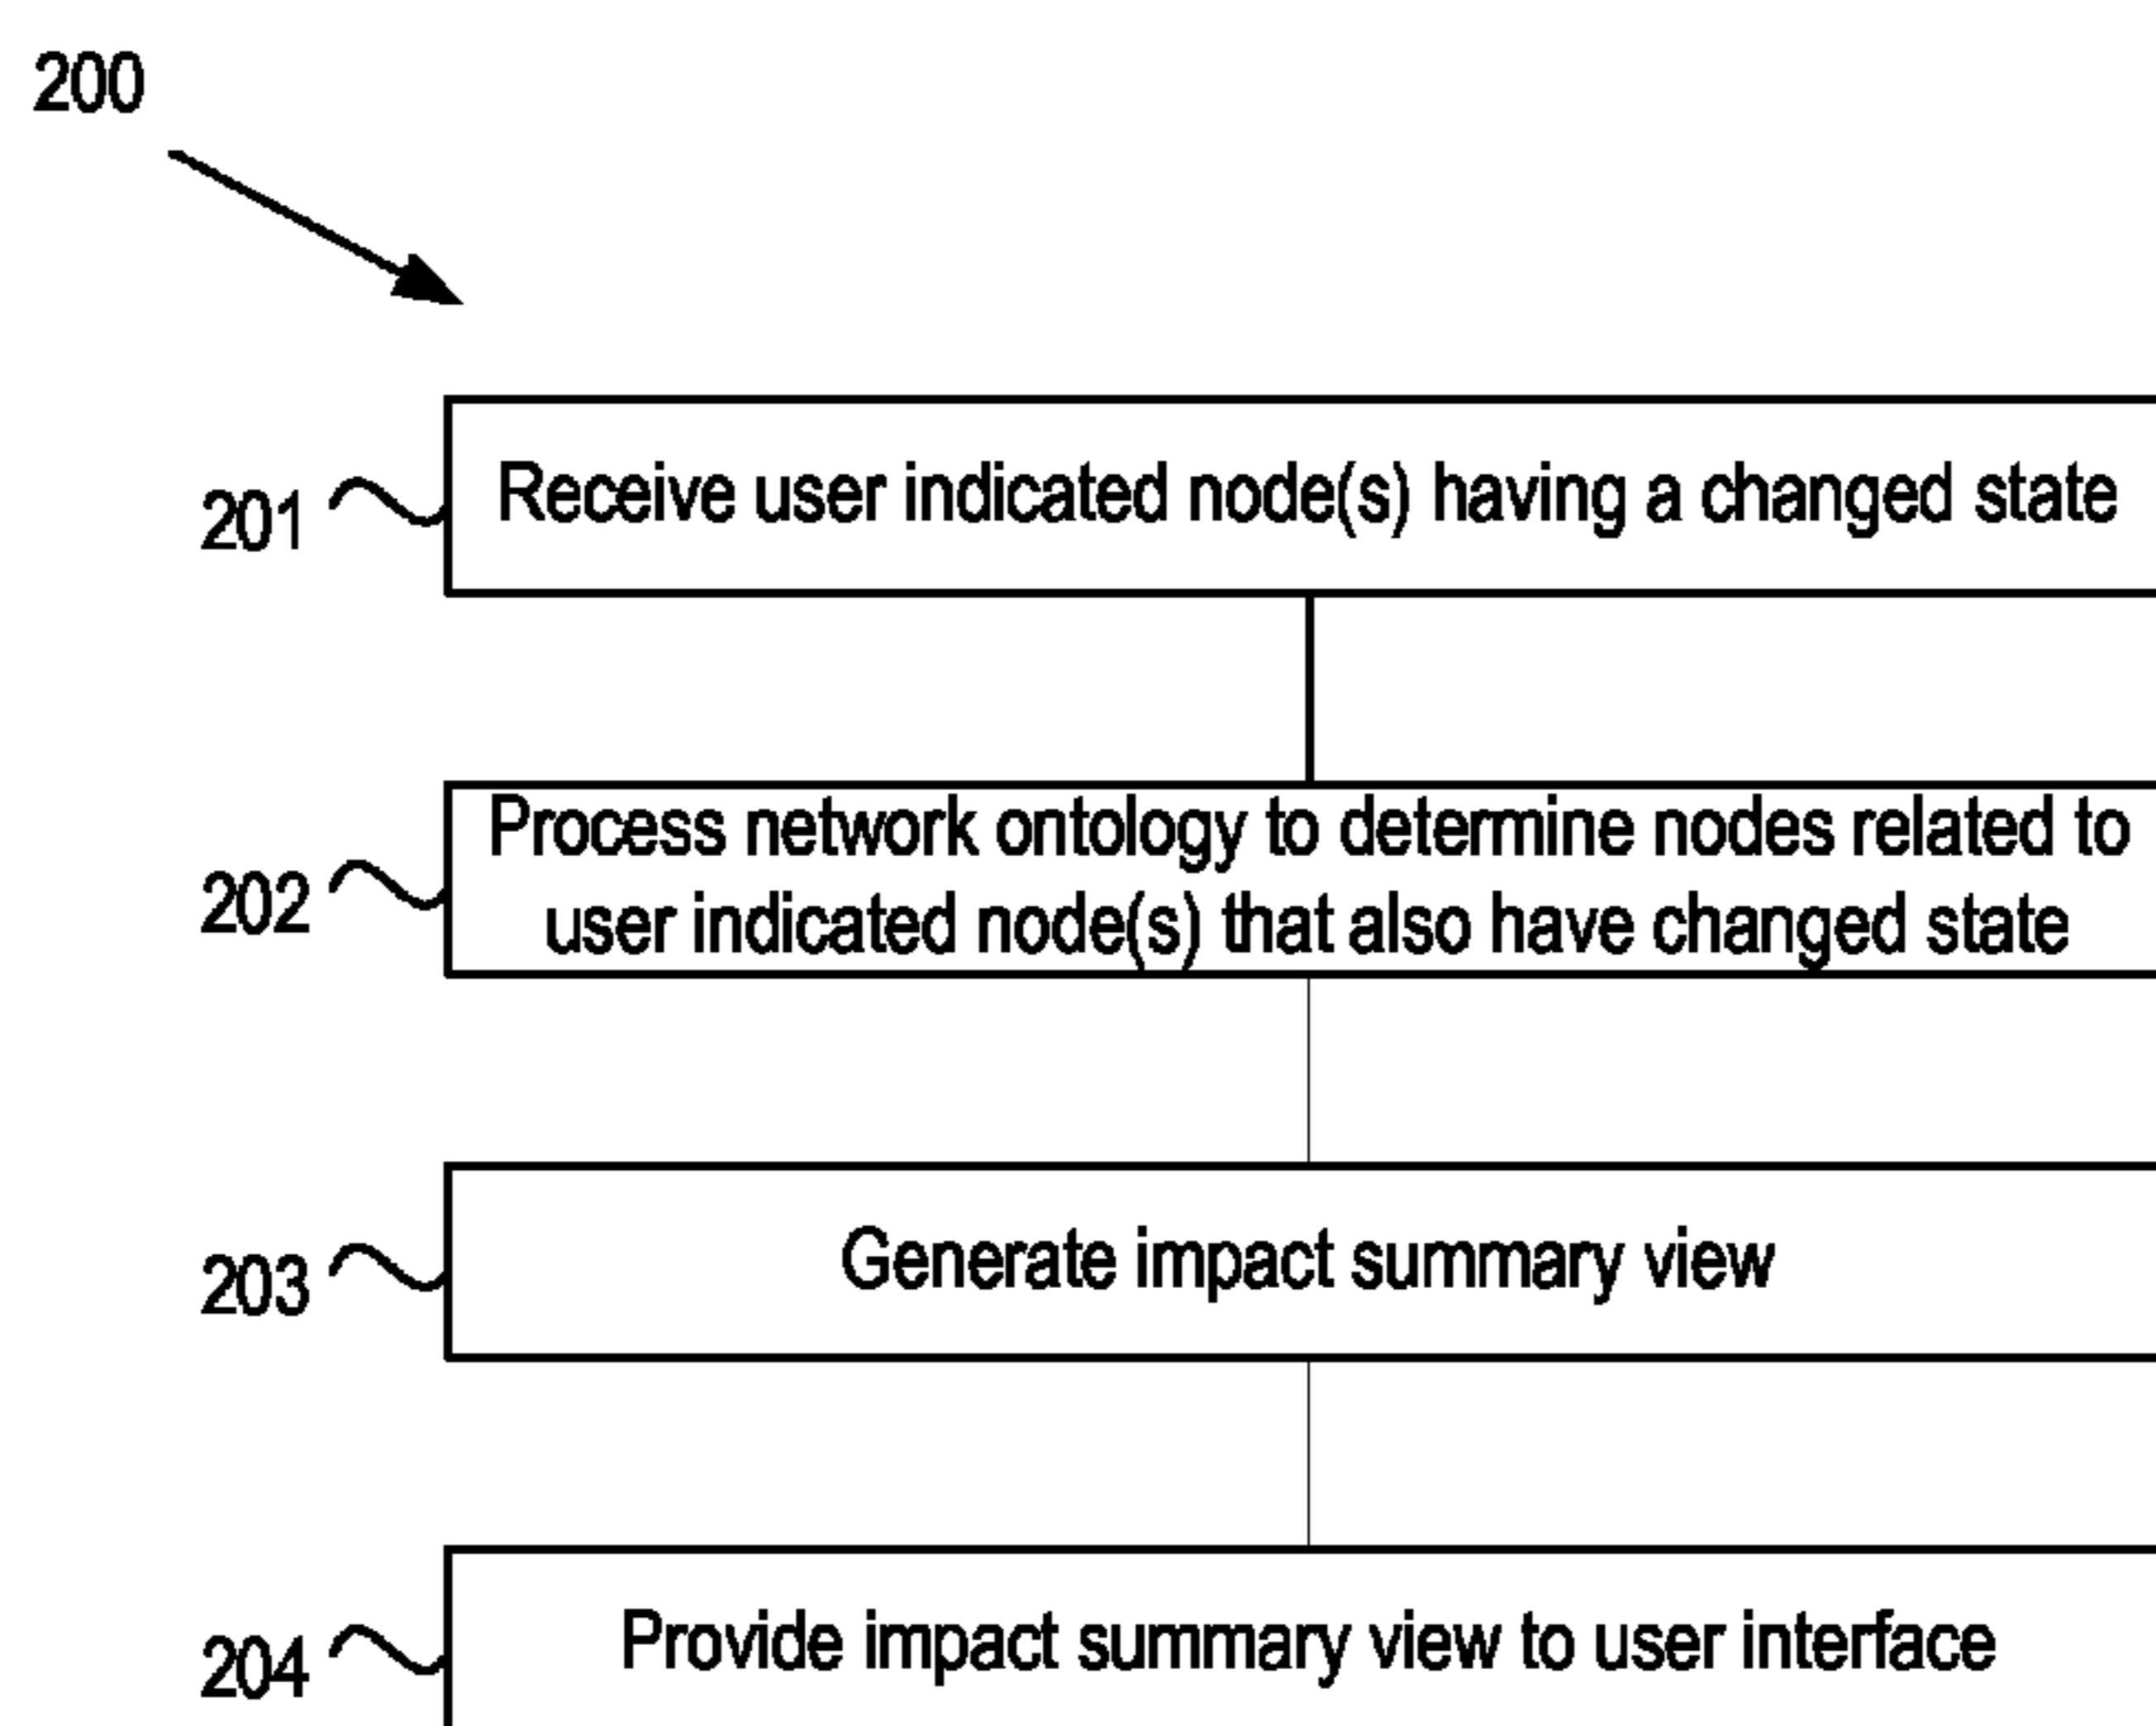 200
201
Receive user indicated node(s) having a changed state
202
Process network ontology to determine nodes related to
user indicated node(s) that also have changed state
203
Generate impact summary view
204
Provide impact summary view to user interface